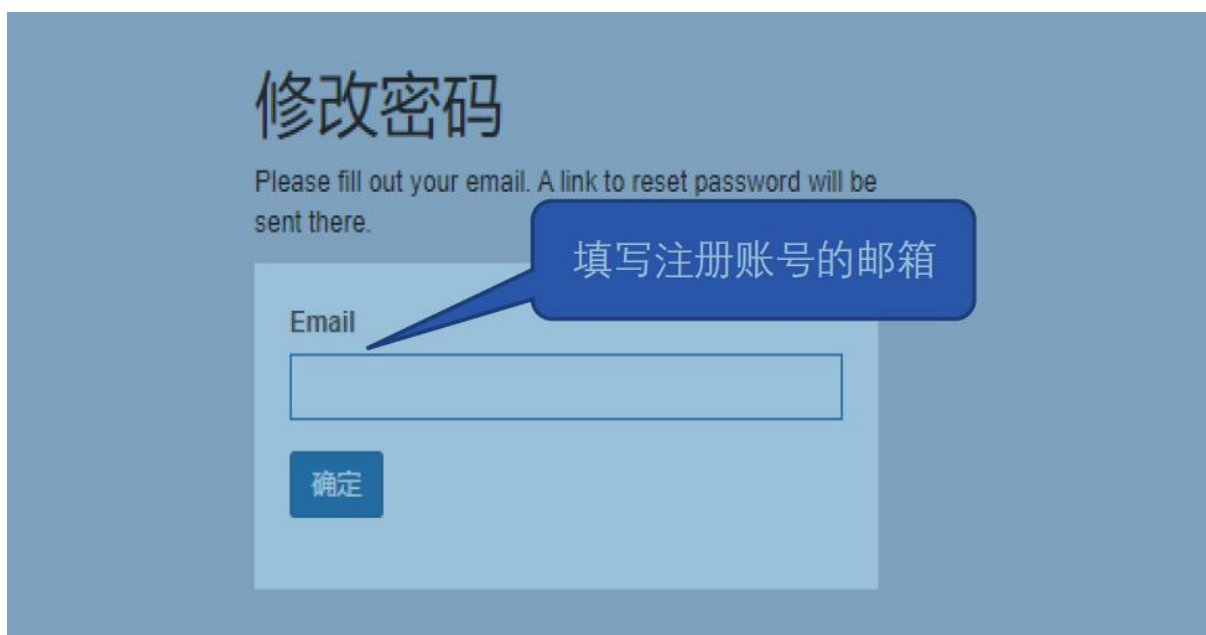 修改密码
Please fill out your email. A link to reset password will be
sent there.
填写注册账号的邮箱
Email
确定